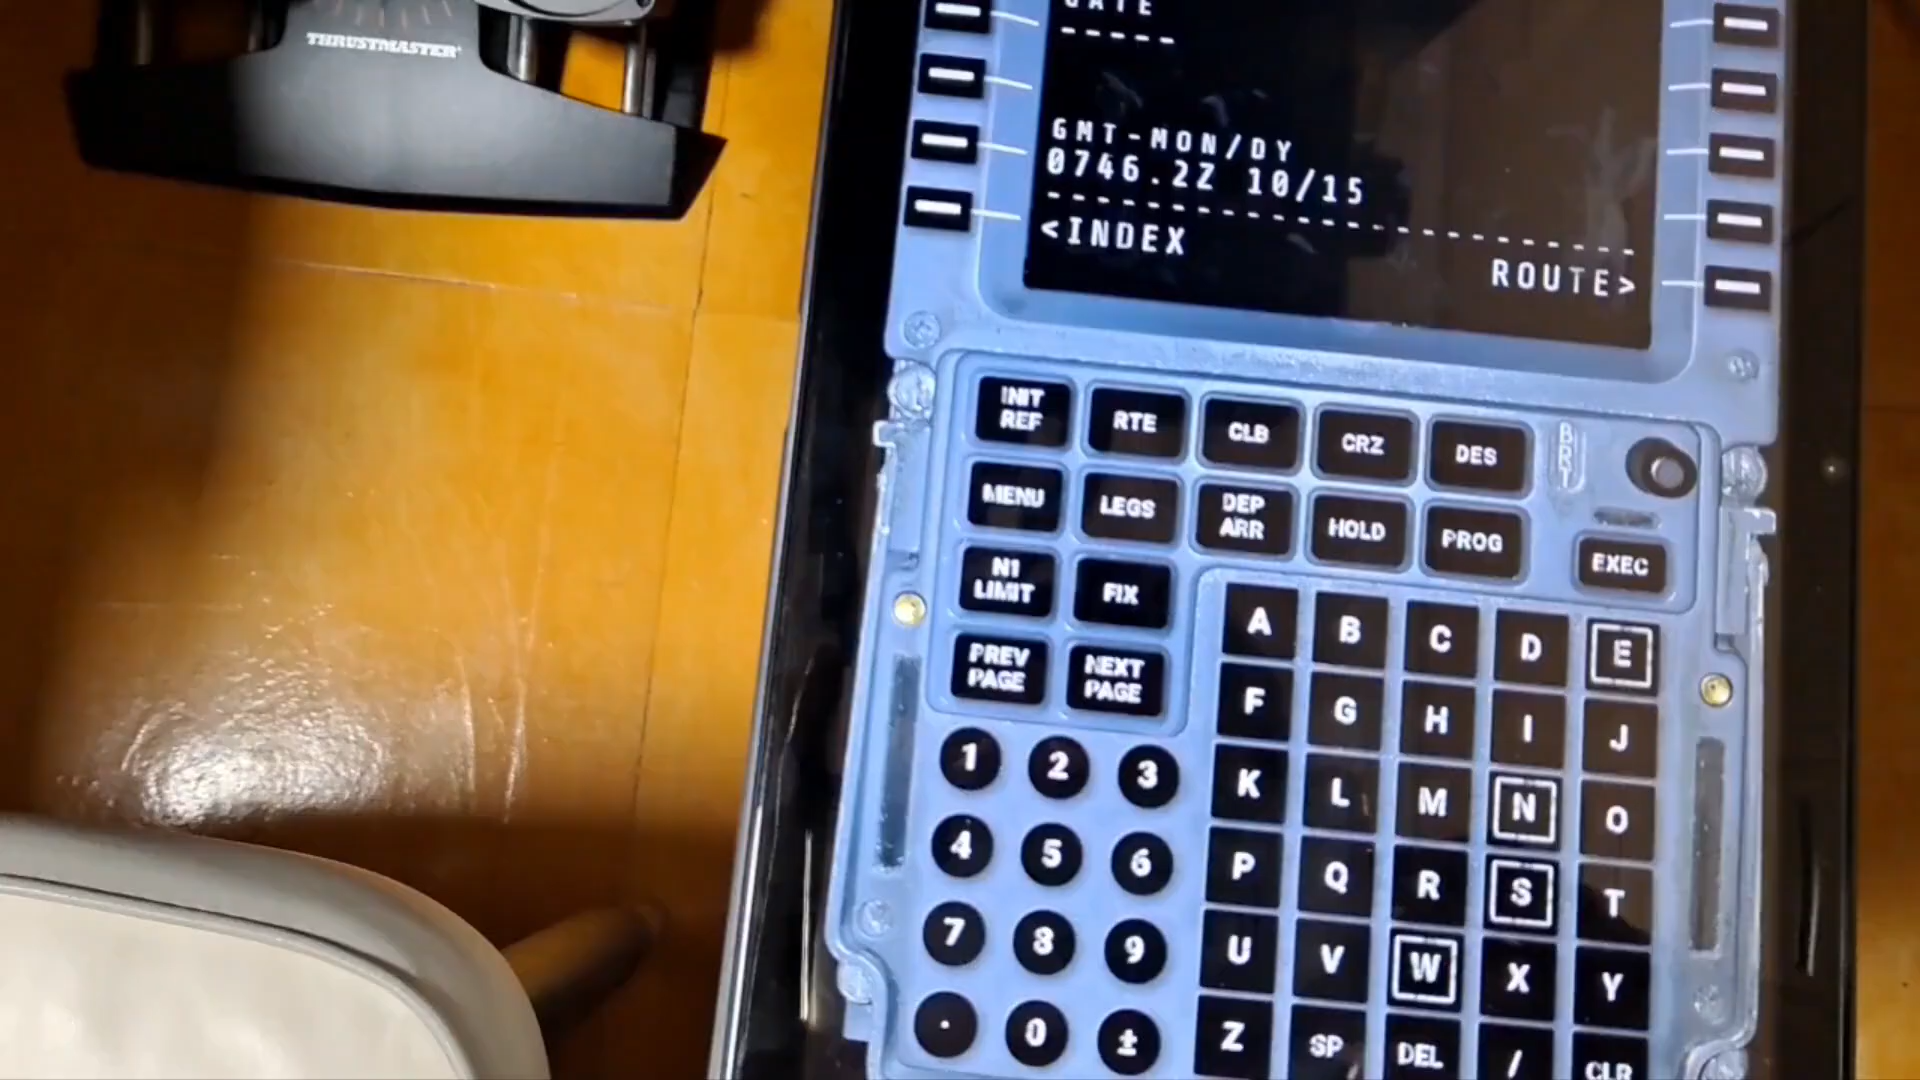 THRUSTMASTER
GATE
-----
GMT-MON/DY
0746.2Z 10/15
<INDEX
ROUTE>
INIT REF
RTE
CLB
CRZ
DES
BRT
MENU
LEGS
DEP ARR
HOLD
PROG
EXEC
N1 LIMIT
FIX
PREV PAGE
NEXT PAGE
A B C D E
F G H I J
K L M N O
P Q R S T
U V W X Y
Z SP DEL / CLR
1 2 3
4 5 6
7 8 9
. 0 ±